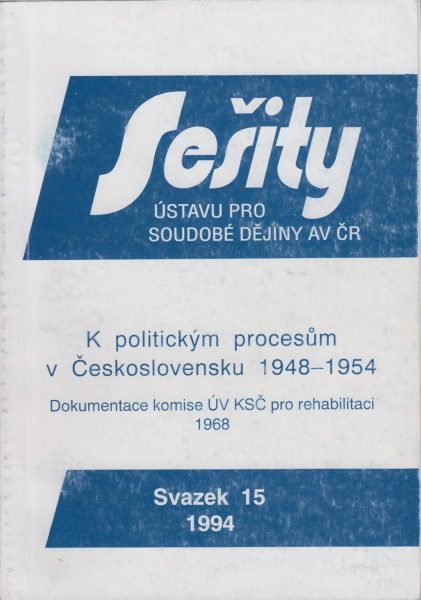 Sešity
ÚSTAVU PRO
SOUDOBÉ DĚJINY AV ČR
K politickým procesům
v Československu 1948–1954
Dokumentace komise ÚV KSČ pro rehabilitaci
1968
Svazek 15
1994